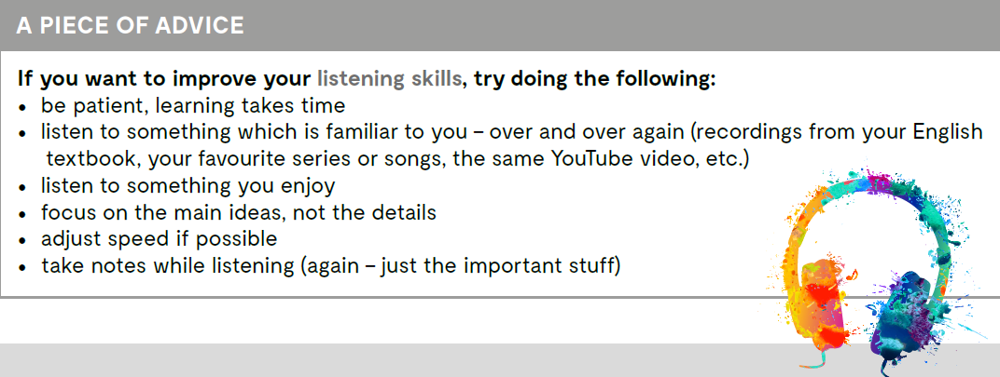 A PIECE OF ADVICE
If you want to improve your listening skills, try doing the following:
• be patient, learning takes time
• listen to something which is familiar to you – over and over again (recordings from your English
textbook, your favourite series or songs, the same YouTube video, etc.)
• listen to something you enjoy
• focus on the main ideas, not the details
• adjust speed if possible
• take notes while listening (again – just the important stuff)